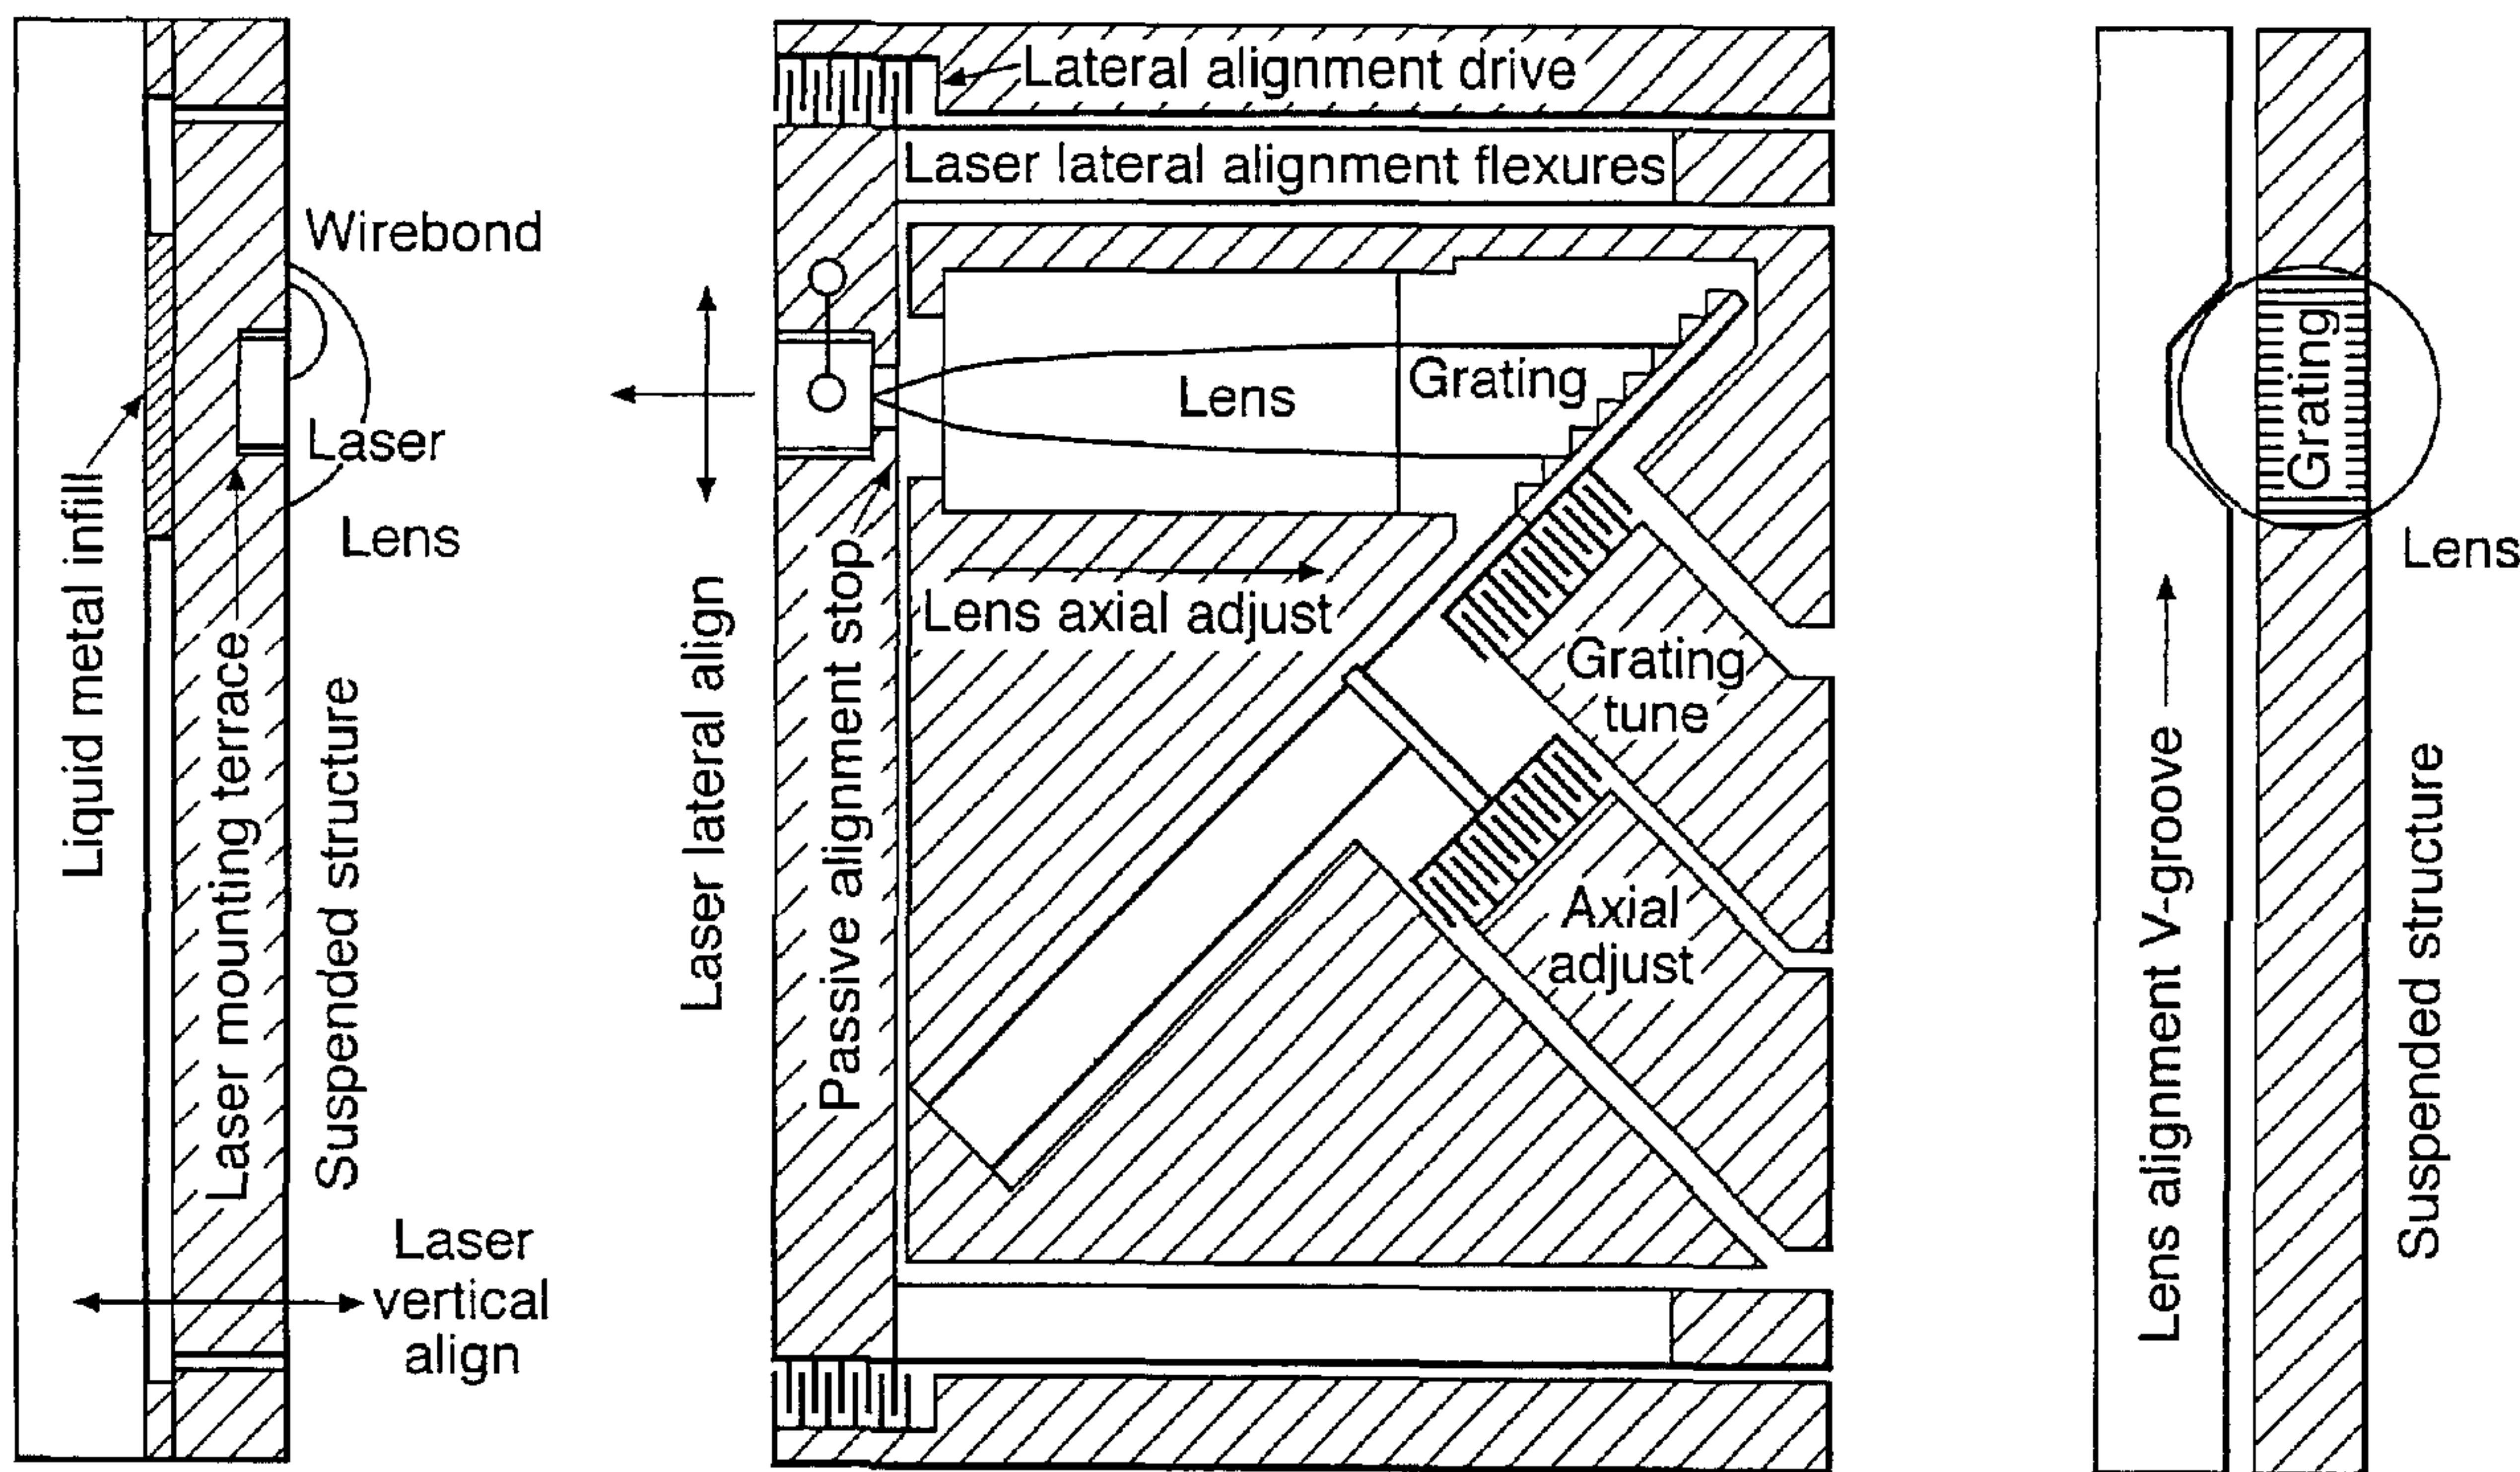 Liquid metal infill
Laser mounting terrace
Wirebond
Laser
Lens
Suspended structure
Laser
vertical
align
Laser lateral align
Lateral alignment drive
Laser lateral alignment flexures
Lens
Grating
Passive alignment stop
Lens axial adjust
Grating
tune
Axial
adjust
Lens alignment V-groove
Grating
Lens
Suspended structure